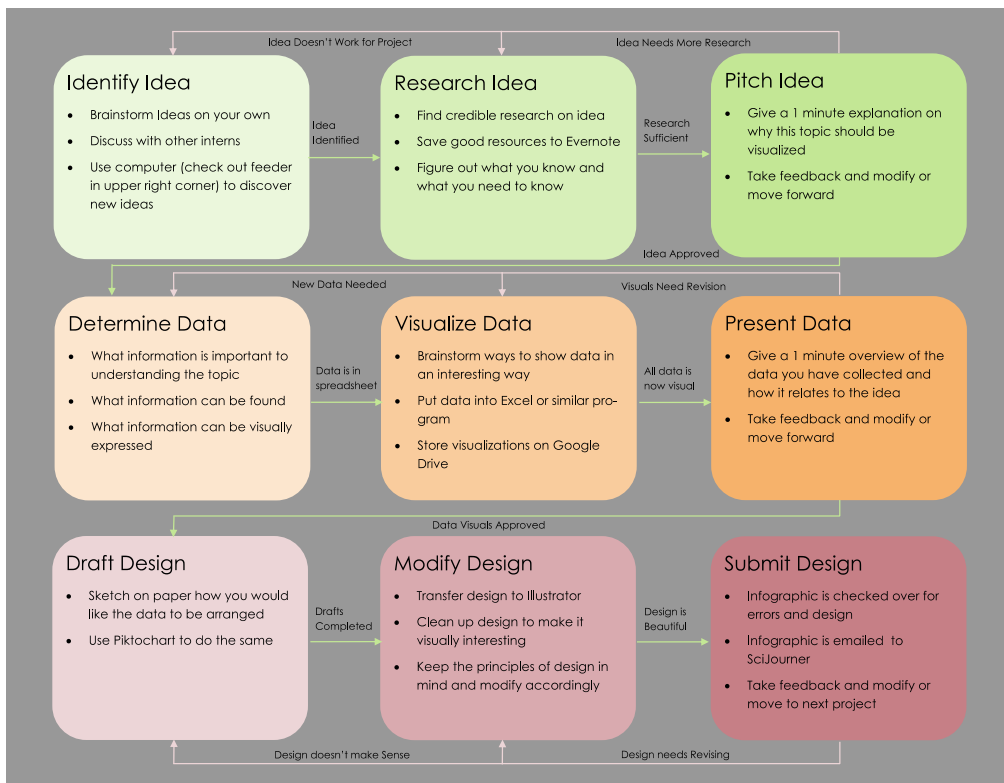 Idea Doesn't Work for Project
Idea Needs More Research
Identify Idea
• Brainstorm Ideas on your own
• Discuss with other interns
• Use computer (check out feeder
in upper right corner) to discover
new ideas
Idea
Identified
Research Idea
• Find credible research on idea
• Save good resources to Evernote
• Figure out what you know and
what you need to know
Research
Sufficient
Pitch Idea
• Give a 1 minute explanation on
why this topic should be
visualized
• Take feedback and modify or
move forward
Idea Approved
New Data Needed
Visuals Need Revision
Determine Data
• What information is important to
understanding the topic
• What information can be found
• What information can be visually
expressed
Data is in
spreadsheet
Visualize Data
• Brainstorm ways to show data in
an interesting way
• Put data into Excel or similar pro-
gram
• Store visualizations on Google
Drive
All data is
now visual
Present Data
• Give a 1 minute overview of the
data you have collected and
how it relates to the idea
• Take feedback and modify or
move forward
Data Visuals Approved
Draft Design
• Sketch on paper how you would
like the data to be arranged
• Use Piktochart to do the same
Drafts
Completed
Modify Design
• Transfer design to Illustrator
• Clean up design to make it
visually interesting
• Keep the principles of design in
mind and modify accordingly
Design is
Beautiful
Submit Design
• Infographic is checked over for
errors and design
• Infographic is emailed to
SciJourner
• Take feedback and modify or
move to next project
Design doesn't make Sense
Design needs Revising